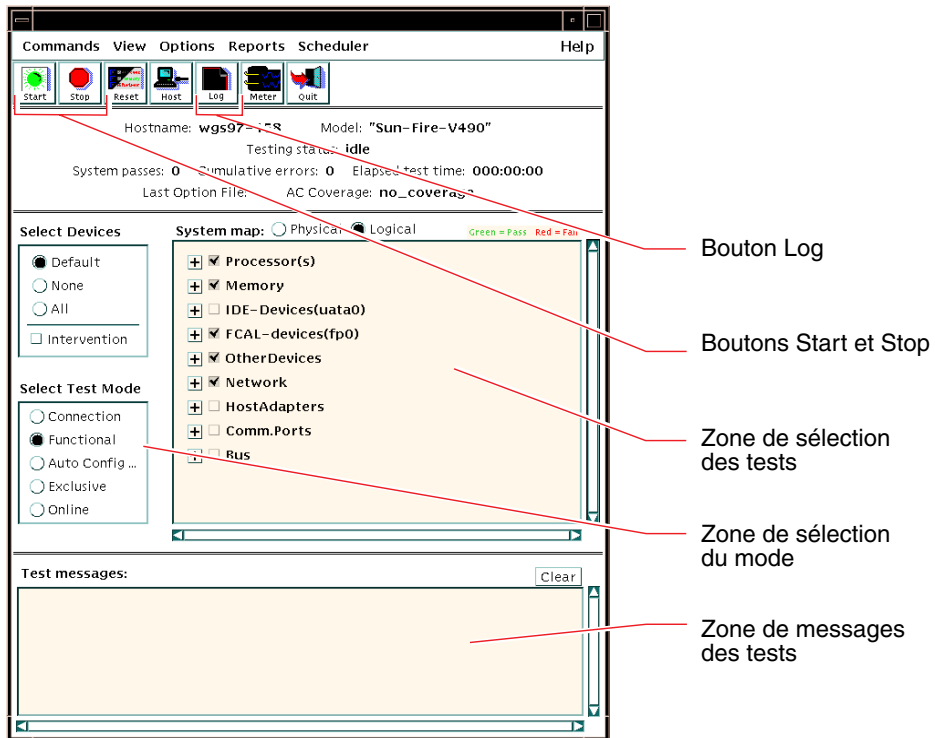 Commands View Options Reports Scheduler Help
Start Stop Reset Host Log Meter Quit
Hostname: Model: "Sun-Fire-V490"
Testing status: idle
System passes: 0 Cumulative errors: 0 Elapsed test time: 000:00:00
Last Option File: AC Coverage: no_coverage
Select Devices
Default
None
All
Intervention
Select Test Mode
Connection
Functional
Auto Config ...
Exclusive
Online
System map: Physical Logical Green = Pass Red = Fail
Processor(s)
Memory
IDE-Devices(uata0)
FCAL-devices(fp0)
OtherDevices
Network
HostAdapters
Comm.Ports
Bus
Test messages: Clear
Bouton Log
Boutons Start et Stop
Zone de sélection
des tests
Zone de sélection
du mode
Zone de messages
des tests